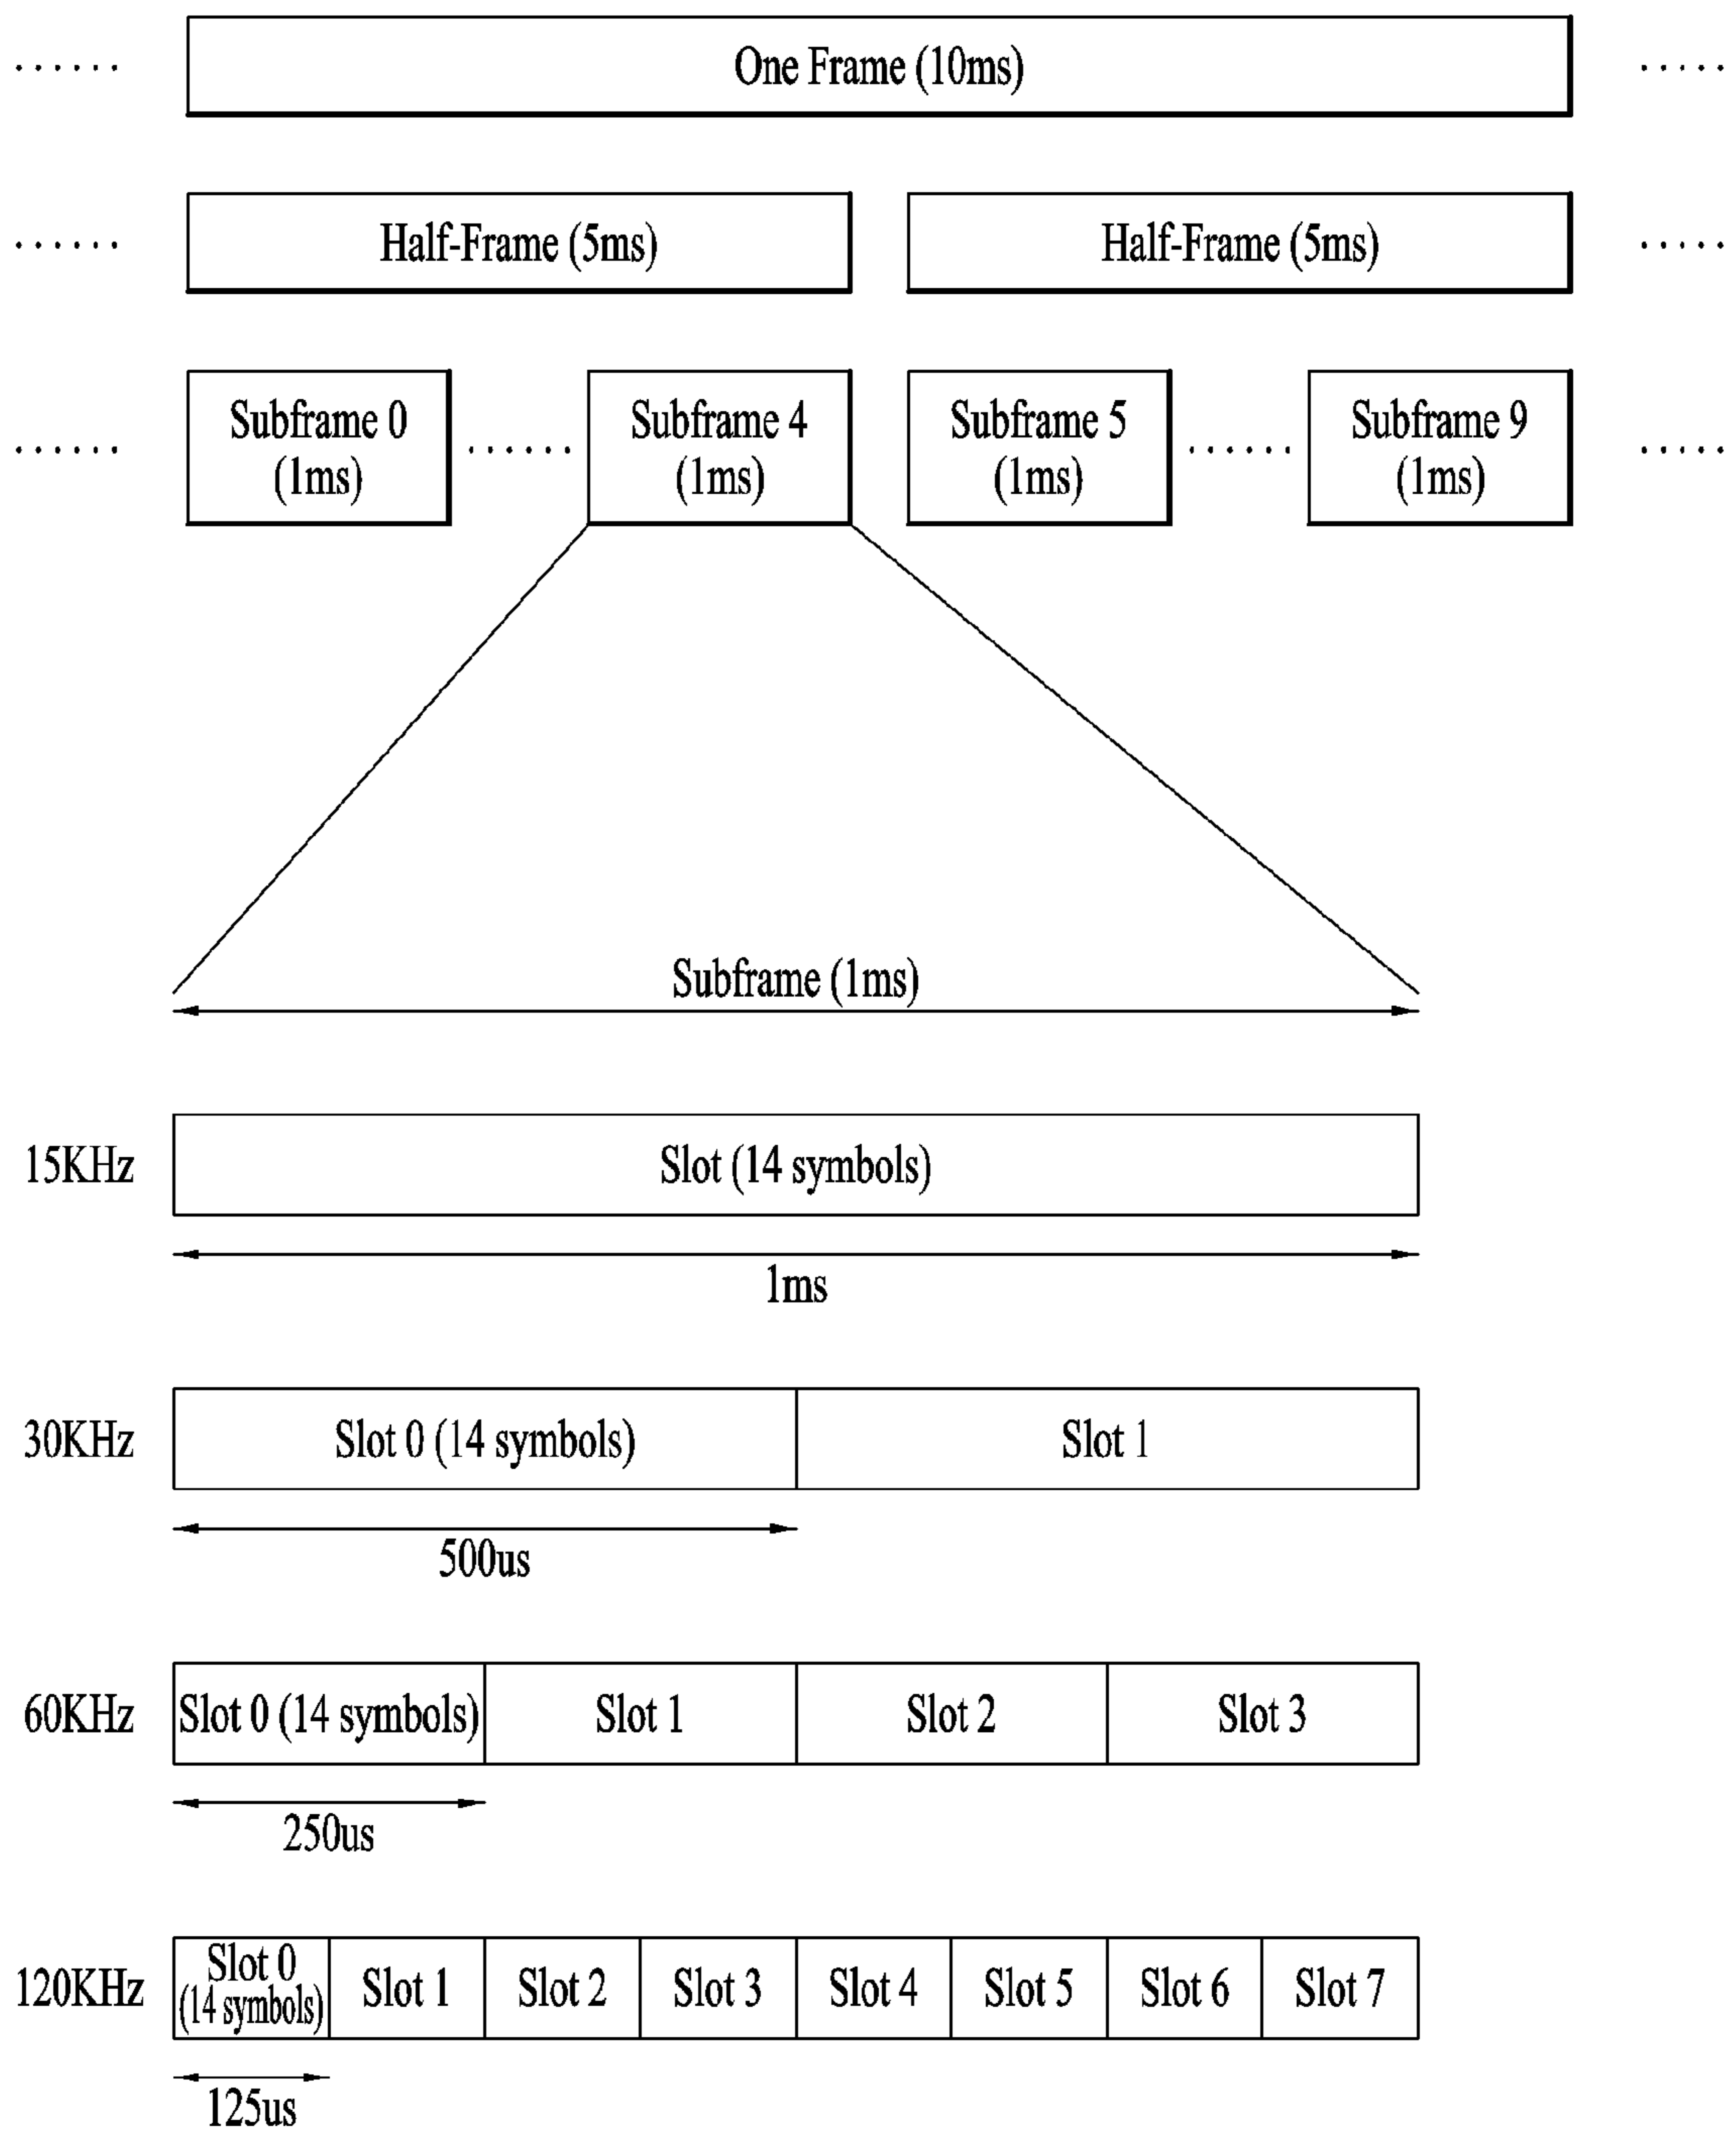 One Frame (10ms)
Half-Frame (5ms)
Half-Frame (5ms)
Subframe 0
(1ms)
Subframe 4
(1ms)
Subframe 5
(1ms)
Subframe 9
(1ms)
Subframe (1ms)
15KHz
Slot (14 symbols)
1ms
30KHz
Slot 0 (14 symbols)
Slot 1
500us
60KHz
Slot 0 (14 symbols)
Slot 1
Slot 2
Slot 3
250us
120KHz
Slot 0
(14 symbols)
Slot 1
Slot 2
Slot 3
Slot 4
Slot 5
Slot 6
Slot 7
125us